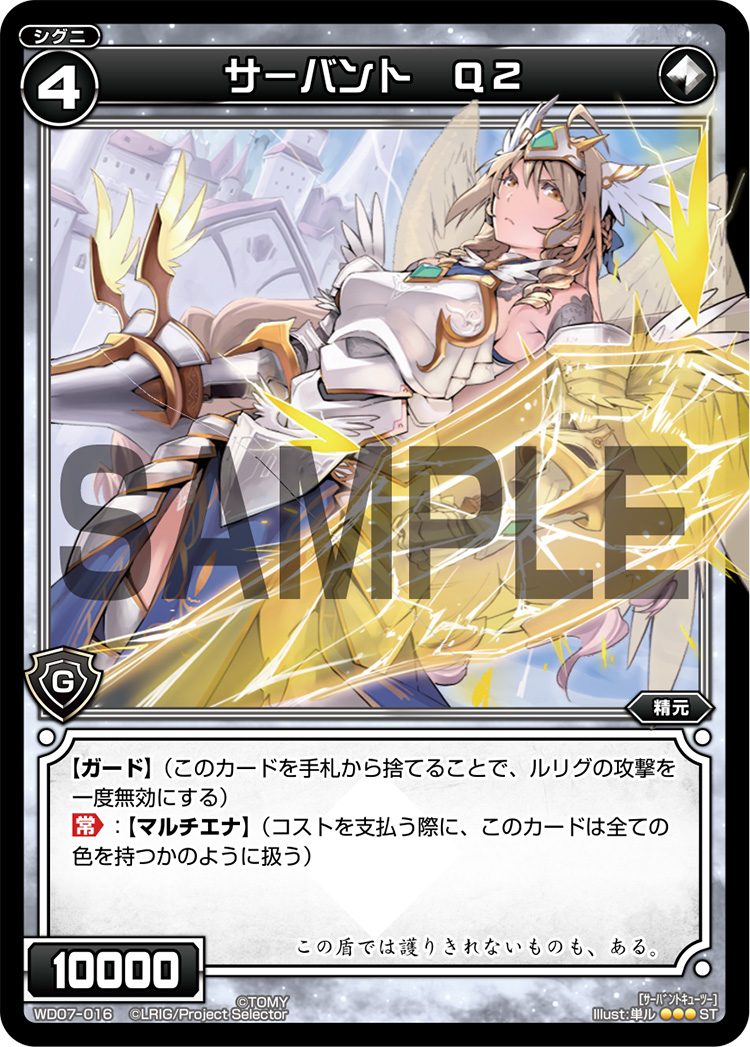 シグニ
4
サーバント Q2
SAMPLE
G
精元
【ガード】（このカードを手札から捨てることで、ルリグの攻撃を
一度無効にする）
常：【マルチエナ】（コストを支払う際に、このカードは全ての
色を持つかのように扱う）
この盾では護りきれないものも、ある。
10000
[サーバントキューツー]
©TOMY
WD07-016 ©LRIG/Project Selector
Illust:単ル ST